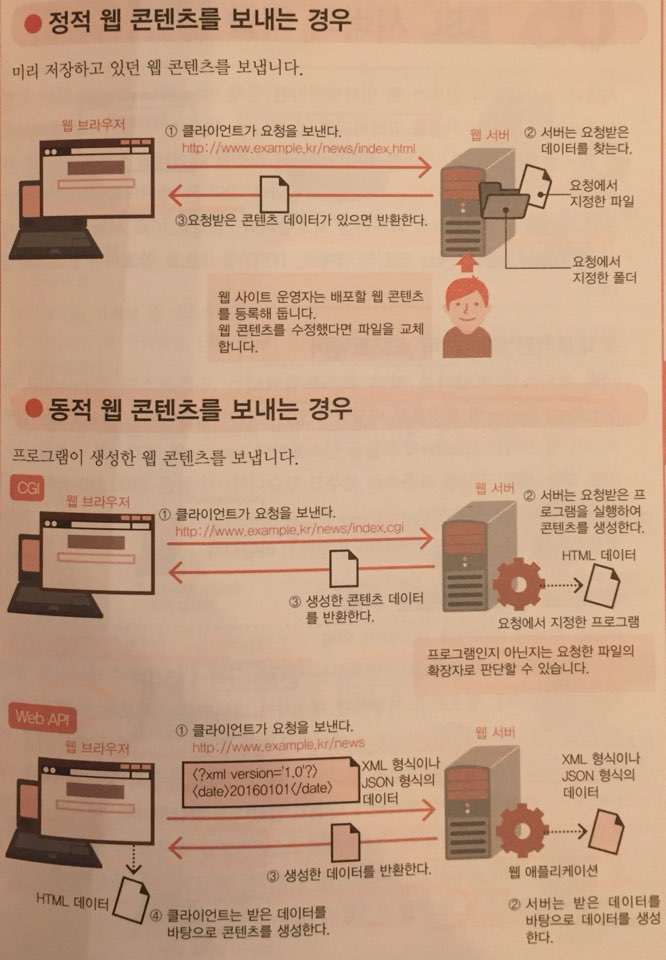 ● 정적 웹 콘텐츠를 보내는 경우
미리 저장하고 있던 웹 콘텐츠를 보냅니다.
웹 브라우저
① 클라이언트가 요청을 보낸다.
http://www.example.kr/news/index.html
③요청받은 콘텐츠 데이터가 있으면 반환한다.
웹 서버
② 서버는 요청받은
데이터를 찾는다.
요청에서
지정한 파일
요청에서
지정한 폴더
웹 사이트 운영자는 배포할 웹 콘텐츠
를 등록해 둡니다.
웹 콘텐츠를 수정했다면 파일을 교체
합니다.
● 동적 웹 콘텐츠를 보내는 경우
프로그램이 생성한 웹 콘텐츠를 보냅니다.
CGI
웹 브라우저
① 클라이언트가 요청을 보낸다.
http://www.example.kr/news/index.cgi
③ 생성한 콘텐츠 데이터
를 반환한다.
웹 서버
② 서버는 요청받은 프
로그램을 실행하여
콘텐츠를 생성한다.
HTML 데이터
요청에서 지정한 프로그램
프로그램인지 아닌지는 요청한 파일의
확장자로 판단할 수 있습니다.
Web API
웹 브라우저
① 클라이언트가 요청을 보낸다.
http://www.example.kr/news
<?xml version='1.0'?>
<date>20160101</date>
XML 형식이나
JSON 형식의
데이터
③ 생성한 데이터를 반환한다.
HTML 데이터
④ 클라이언트는 받은 데이터를
바탕으로 콘텐츠를 생성한다.
웹 서버
XML 형식이나
JSON 형식의
데이터
웹 애플리케이션
② 서버는 받은 데이터를
바탕으로 데이터를 생성
한다.